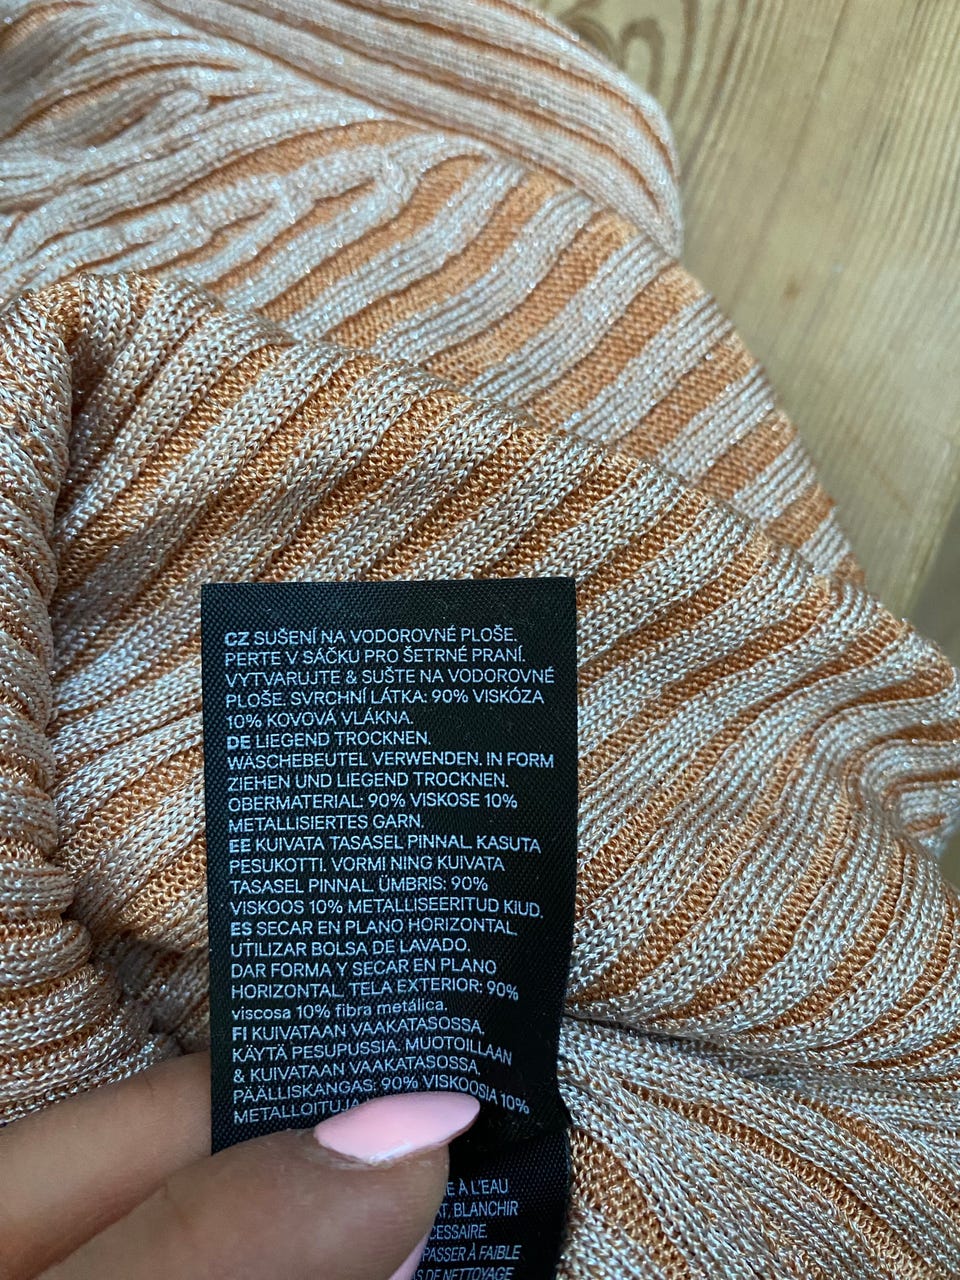 CZ SUŠENÍ NA VODOROVNÉ PLOŠE.
PERTE V SÁČKU PRO ŠETRNÉ PRANÍ.
VYTVARUJTE & SUŠTE NA VODOROVNÉ
PLOŠE. SVRCHNÍ LÁTKA: 90% VISKÓZA
10% KOVOVÁ VLÁKNA.
DE LIEGEND TROCKNEN.
WÄSCHEBEUTEL VERWENDEN. IN FORM
ZIEHEN UND LIEGEND TROCKNEN.
OBERMATERIAL: 90% VISKOSE 10%
METALLISIERTES GARN.
EE KUIVATA TASASEL PINNAL. KASUTA
PESUKOTTI. VORMI NING KUIVATA
TASASEL PINNAL. ÜMBRIS: 90%
VISKOOS 10% METALLISEERITUD KIUD.
ES SECAR EN PLANO HORIZONTAL.
UTILIZAR BOLSA DE LAVADO.
DAR FORMA Y SECAR EN PLANO
HORIZONTAL. TELA EXTERIOR: 90%
viscosa 10% fibra metálica.
FI KUIVATAAN VAAKATASOSSA.
KÄYTÄ PESUPUSSIA. MUOTOILLAAN
& KUIVATAAN VAAKATASOSSA.
PÄÄLLISKANGAS: 90% VISKOOSIA 10%
METALLOITUJA
À L'EAU
BLANCHIR
PASSER À FAIBLE
DE NETTOYAGE